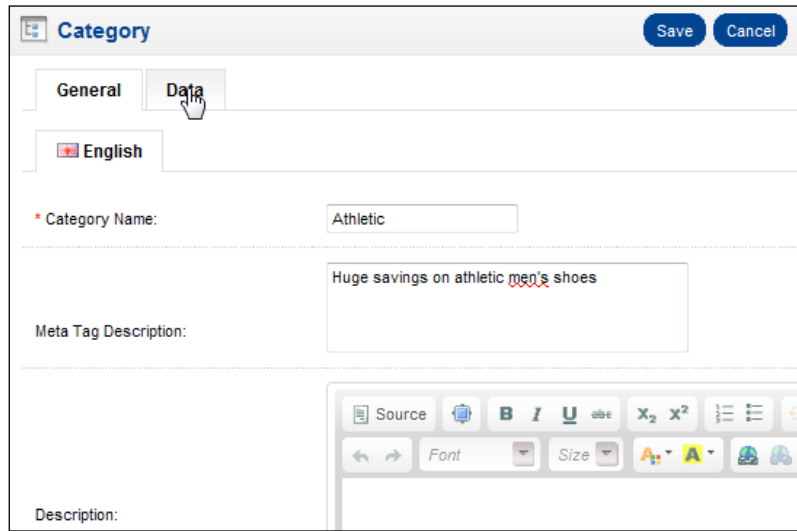 Category Save Cancel
General Data
English
* Category Name: Athletic
Huge savings on athletic men's shoes
Meta Tag Description:
Source B I U abc X₂ X²
Font Size A A
Description: